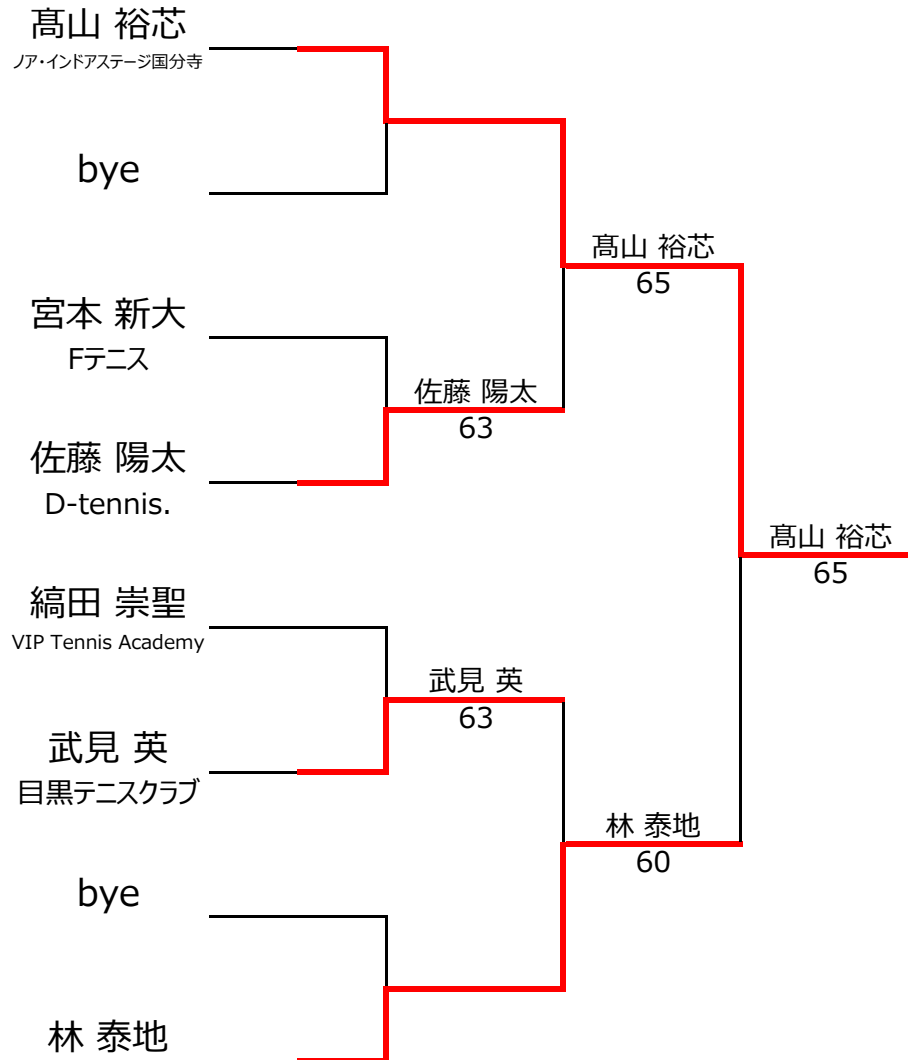 髙山 裕芯
ノア・インドアステージ国分寺
bye
髙山 裕芯
65
宮本 新大
Fテニス
佐藤 陽太
63
佐藤 陽太
D-tennis.
髙山 裕芯
65
縞田 崇聖
VIP Tennis Academy
武見 英
63
武見 英
目黒テニスクラブ
林 泰地
60
bye
林 泰地